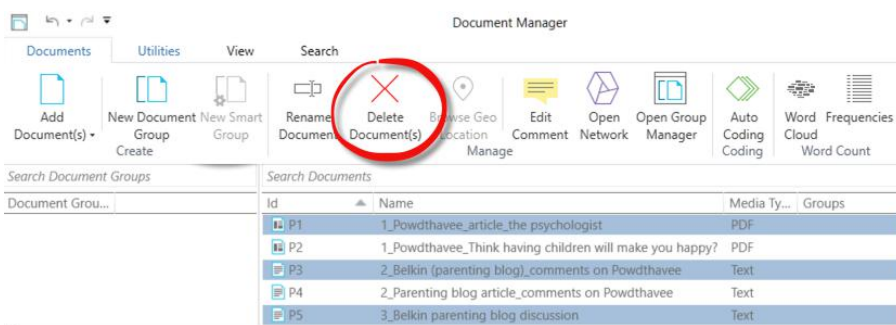 Document Manager
Documents Utilities View Search
Add Document(s)
New Document Group
New Smart Group
Rename Document
Delete Document(s)
Browse Geo Location
Edit Comment
Open Network
Open Group Manager
Auto Coding
Word Cloud
Frequencies
Create Manage Coding Word Count
Search Document Groups Search Documents
Document Grou... Id Name Media Ty... Groups
P1 1_Powdthavee_article_the psychologist PDF
P2 1_Powdthavee_Think having children will make you happy? PDF
P3 2_Belkin (parenting blog)_comments on Powdthavee Text
P4 2_Parenting blog article_comments on Powdthavee Text
P5 3_Belkin parenting blog discussion Text